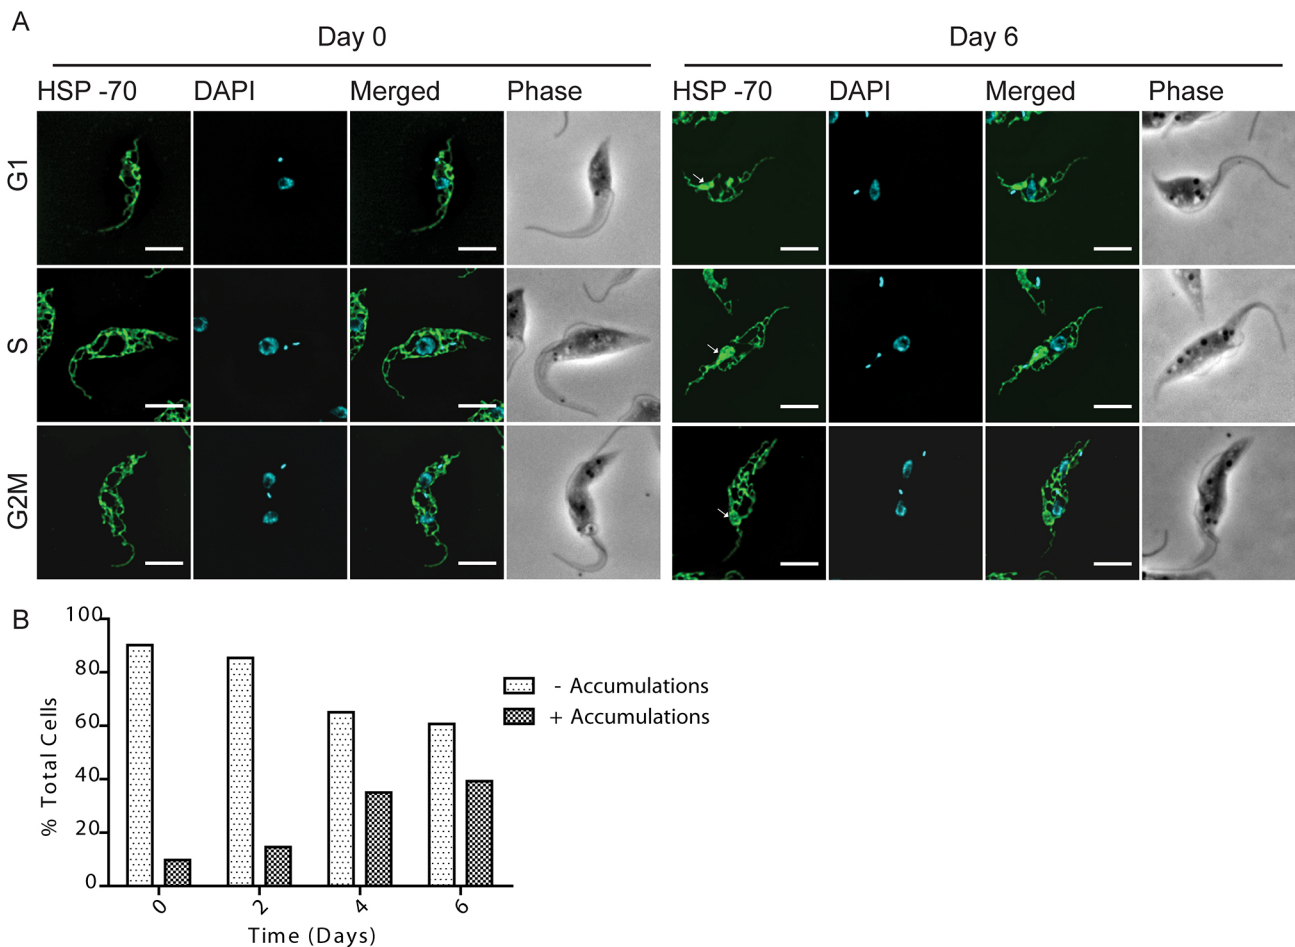 A
Day 0
Day 6
HSP -70 DAPI Merged Phase HSP -70 DAPI Merged Phase
G1
S
G2M
B
% Total Cells
100
80
60
40
20
0
0 2 4 6
Time (Days)
- Accumulations
+ Accumulations